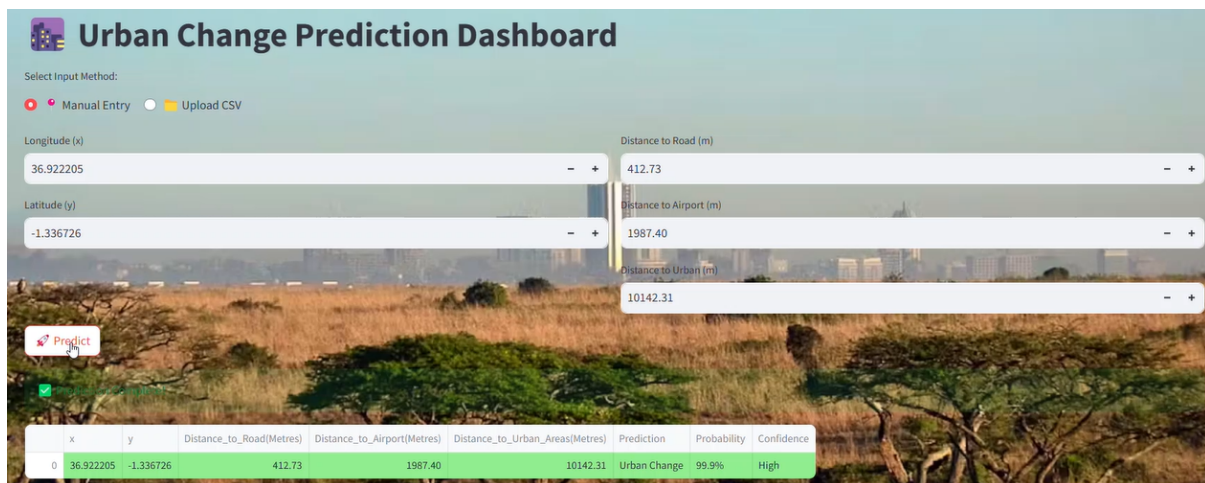 Urban Change Prediction Dashboard
Select Input Method:
Manual Entry Upload CSV
Longitude (x)
36.922205
Latitude (y)
-1.336726
Distance to Road (m)
412.73
Distance to Airport (m)
1987.40
Distance to Urban (m)
10142.31
Predict
x y Distance_to_Road(Metres) Distance_to_Airport(Metres) Distance_to_Urban_Areas(Metres) Prediction Probability Confidence
0 36.922205 -1.336726 412.73 1987.40 10142.31 Urban Change 99.9% High